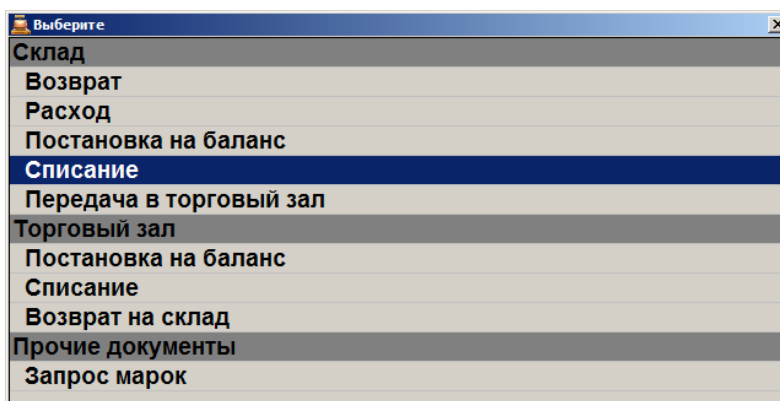 Выберите
Склад
Возврат
Расход
Постановка на баланс
Списание
Передача в торговый зал
Торговый зал
Постановка на баланс
Списание
Возврат на склад
Прочие документы
Запрос марок